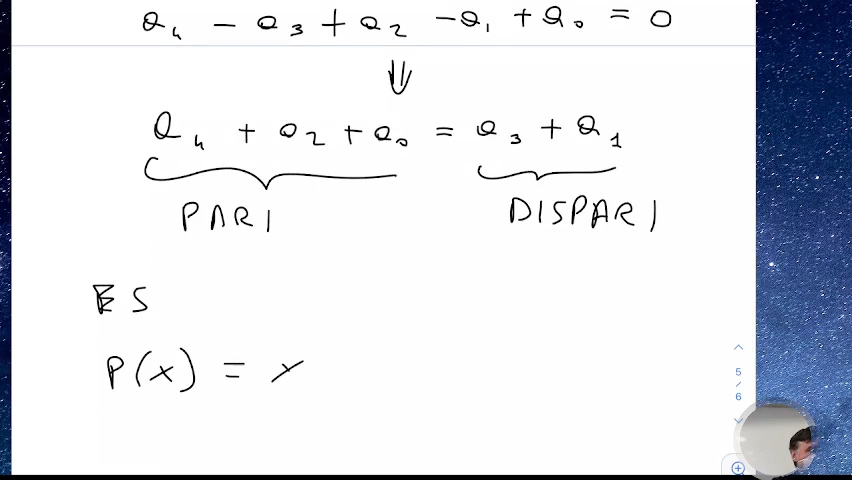 a₄ - a₃ + a₂ - a₁ + a₀ = 0
⇓
a₄ + a₂ + a₀ = a₃ + a₁
PARI DISPARI
ES
P(x) = x
5
/
6